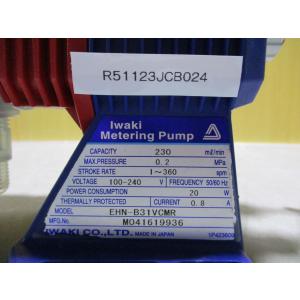 R51123JCB024
Iwaki
Metering Pump
CAPACITY 230 mℓ/min
MAX.PRESSURE 0.2 MPa
STROKE RATE 1~360 spm
VOLTAGE 100-240 V FREQUENCY 50/60 Hz
POWER CONSUMPTION 20 W
THERMALLY PROTECTED CURRENT 0.8 A
MODEL EHN-B31VCMR
MFG.No. M041619936
IWAKI CO.,LTD. MADE IN JAPAN